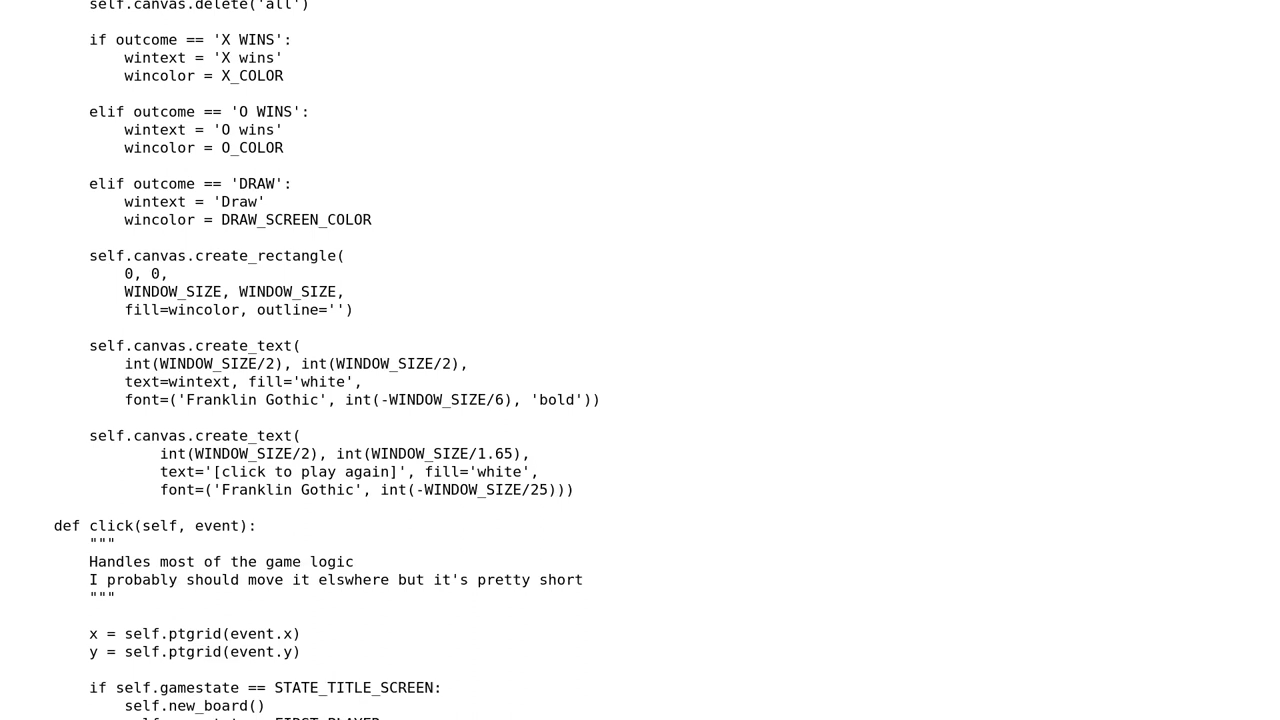 self.canvas.delete('all')

        if outcome == 'X WINS':
            wintext = 'X wins'
            wincolor = X_COLOR

        elif outcome == 'O WINS':
            wintext = 'O wins'
            wincolor = O_COLOR

        elif outcome == 'DRAW':
            wintext = 'Draw'
            wincolor = DRAW_SCREEN_COLOR

        self.canvas.create_rectangle(
            0, 0,
            WINDOW_SIZE, WINDOW_SIZE,
            fill=wincolor, outline='')

        self.canvas.create_text(
            int(WINDOW_SIZE/2), int(WINDOW_SIZE/2),
            text=wintext, fill='white',
            font=('Franklin Gothic', int(-WINDOW_SIZE/6), 'bold'))

        self.canvas.create_text(
                int(WINDOW_SIZE/2), int(WINDOW_SIZE/1.65),
                text='[click to play again]', fill='white',
                font=('Franklin Gothic', int(-WINDOW_SIZE/25)))

    def click(self, event):
        """
        Handles most of the game logic
        I probably should move it elswhere but it's pretty short
        """

        x = self.ptgrid(event.x)
        y = self.ptgrid(event.y)

        if self.gamestate == STATE_TITLE_SCREEN:
            self.new_board()